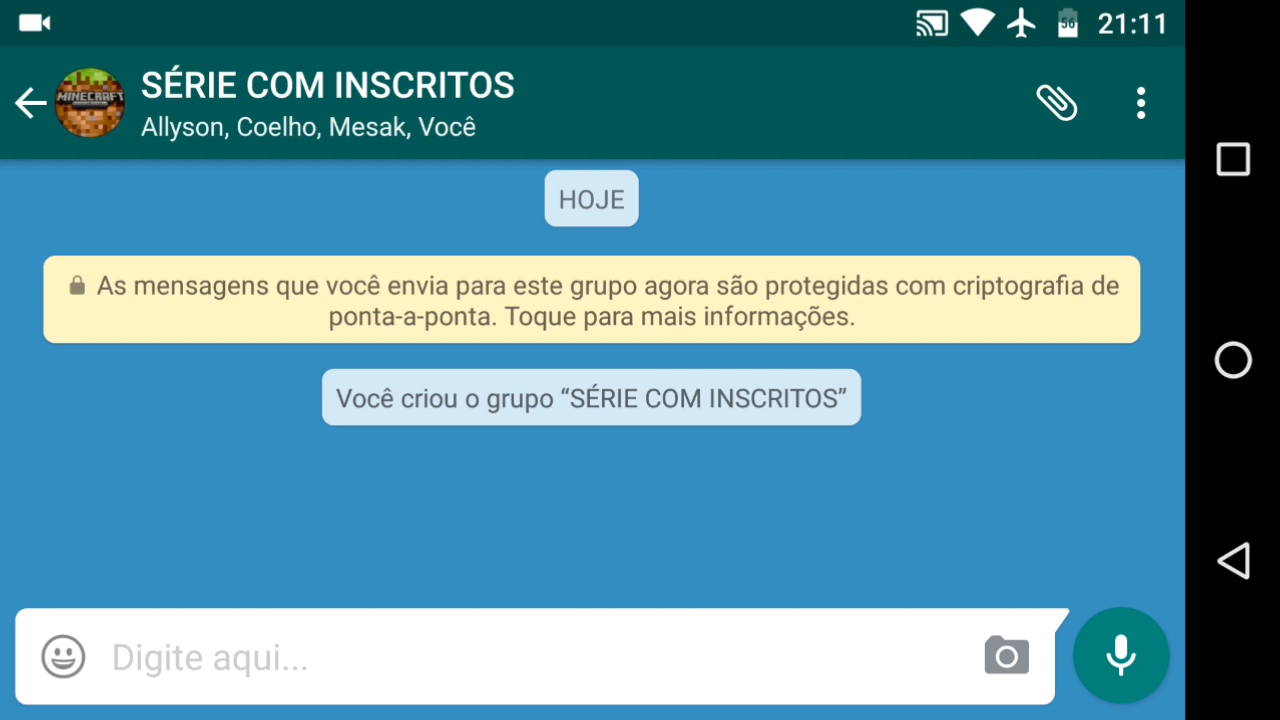 56 21:11
SÉRIE COM INSCRITOS
MINECRAFT
Allyson, Coelho, Mesak, Você
HOJE
As mensagens que você envia para este grupo agora são protegidas com criptografia de
ponta-a-ponta. Toque para mais informações.
Você criou o grupo “SÉRIE COM INSCRITOS”
Digite aqui...